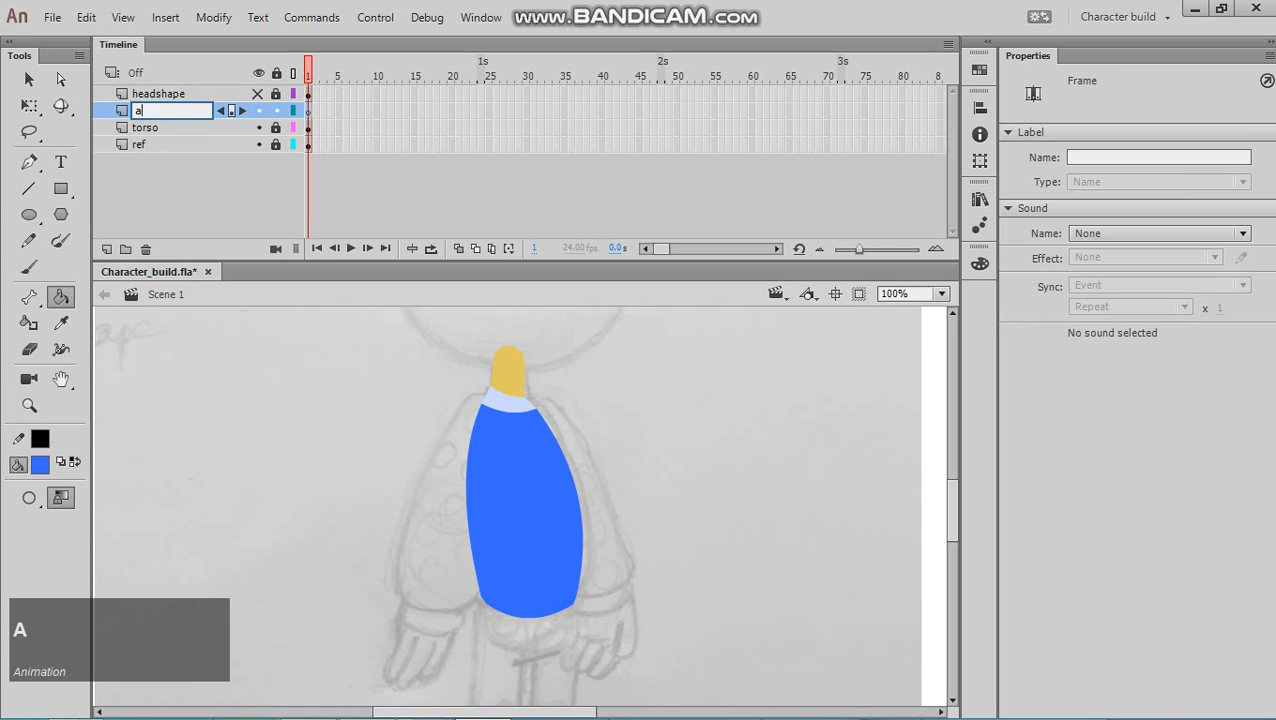 An File Edit View Insert Modify Text Commands Control Debug Window www.BANDICAM.com Character build
Tools
Timeline
Properties
Off
1s 2s 3s
1 5 10 15 20 25 30 35 40 45 50 55 60 65 70 75 80 8
headshape
a
torso
ref
1 24.00 fps 0.0 s
Character_build.fla* ×
Scene 1
100%
Frame
Label
Name:
Type: Name
Sound
Name: None
Effect: None
Sync: Event
Repeat x 1
No sound selected
A
Animation
T